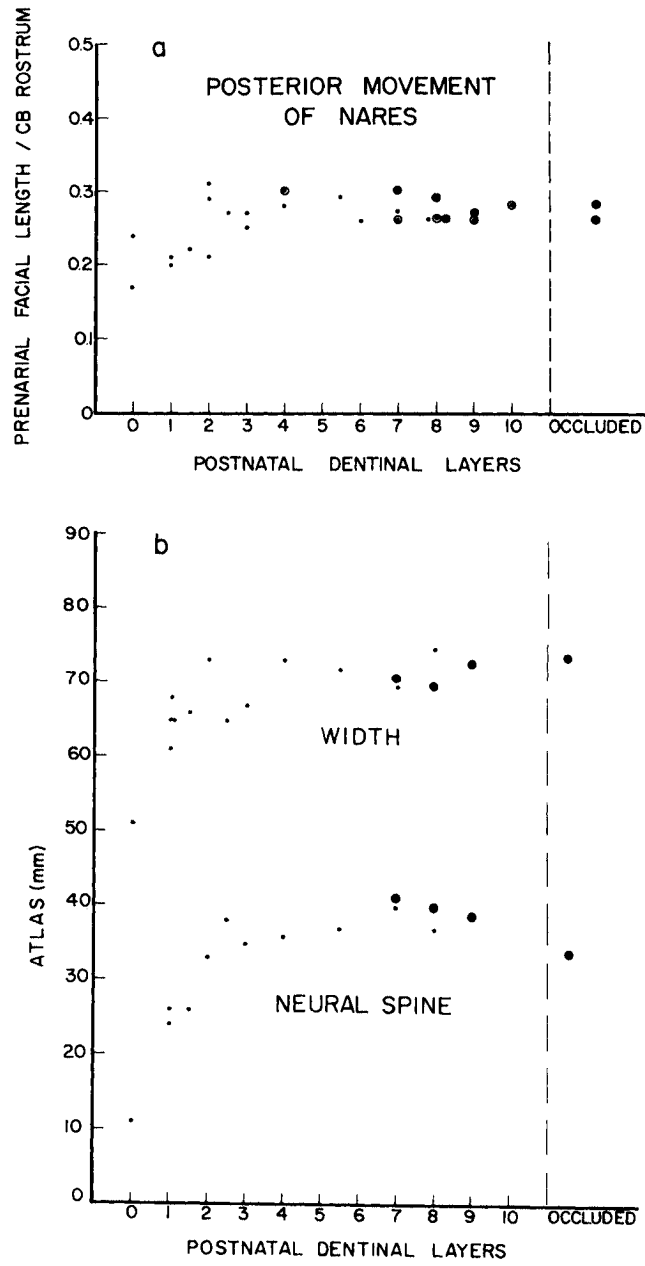 a
POSTERIOR MOVEMENT
OF NARES
PRENARIAL FACIAL LENGTH / CB ROSTRUM
0.5
0.4
0.3
0.2
0.1
0
0 1 2 3 4 5 6 7 8 9 10 OCCLUDED
POSTNATAL DENTINAL LAYERS
b
ATLAS (mm)
90
80
70
60
50
40
30
20
10
0
WIDTH
NEURAL SPINE
0 1 2 3 4 5 6 7 8 9 10 OCCLUDED
POSTNATAL DENTINAL LAYERS